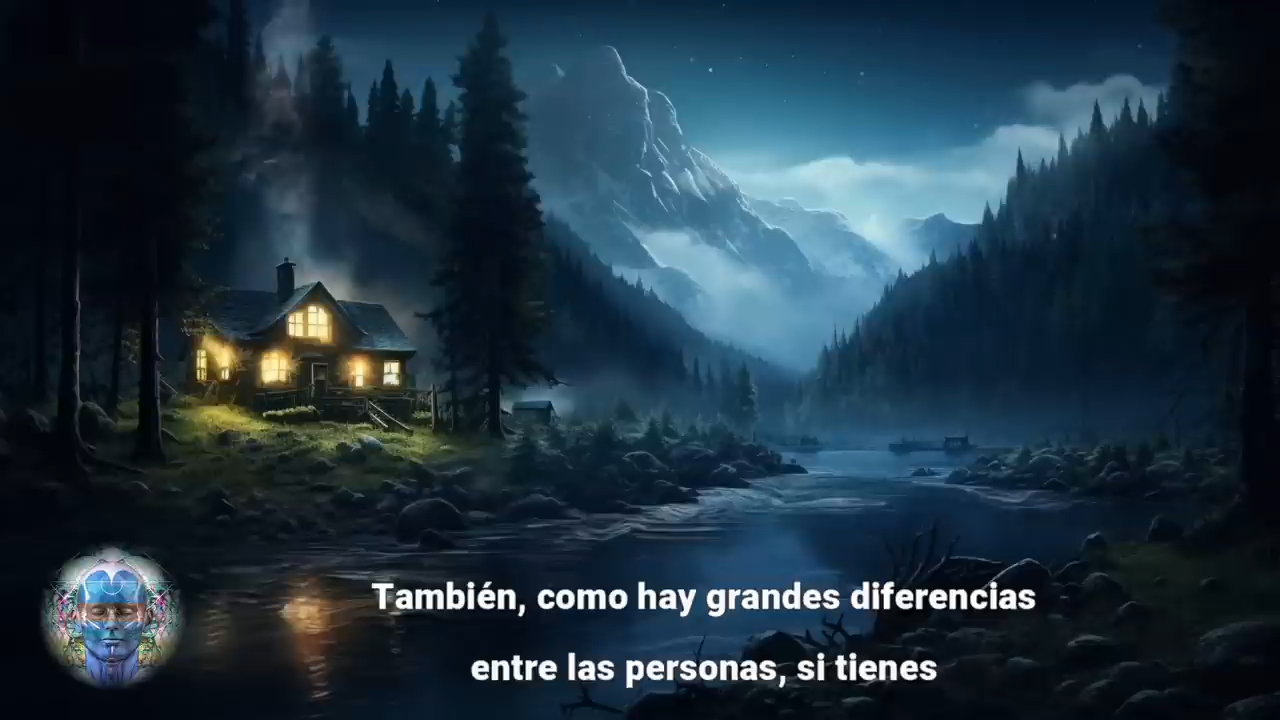 También, como hay grandes diferencias
entre las personas, si tienes